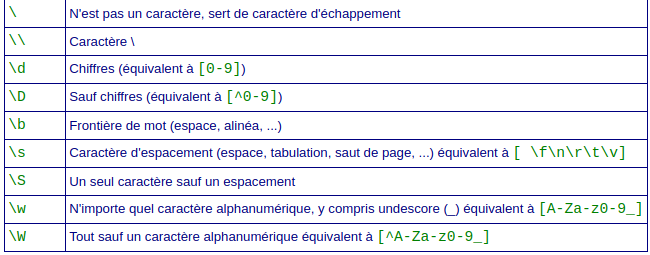 \ N'est pas un caractère, sert de caractère d'échappement
\\ Caractère \
\d Chiffres (équivalent à [0-9])
\D Sauf chiffres (équivalent à [^0-9])
\b Frontière de mot (espace, alinéa, ...)
\s Caractère d'espacement (espace, tabulation, saut de page, ...) équivalent à [ \f\n\r\t\v]
\S Un seul caractère sauf un espacement
\w N'importe quel caractère alphanumérique, y compris undescore (_) équivalent à [A-Za-z0-9_]
\W Tout sauf un caractère alphanumérique équivalent à [^A-Za-z0-9_]